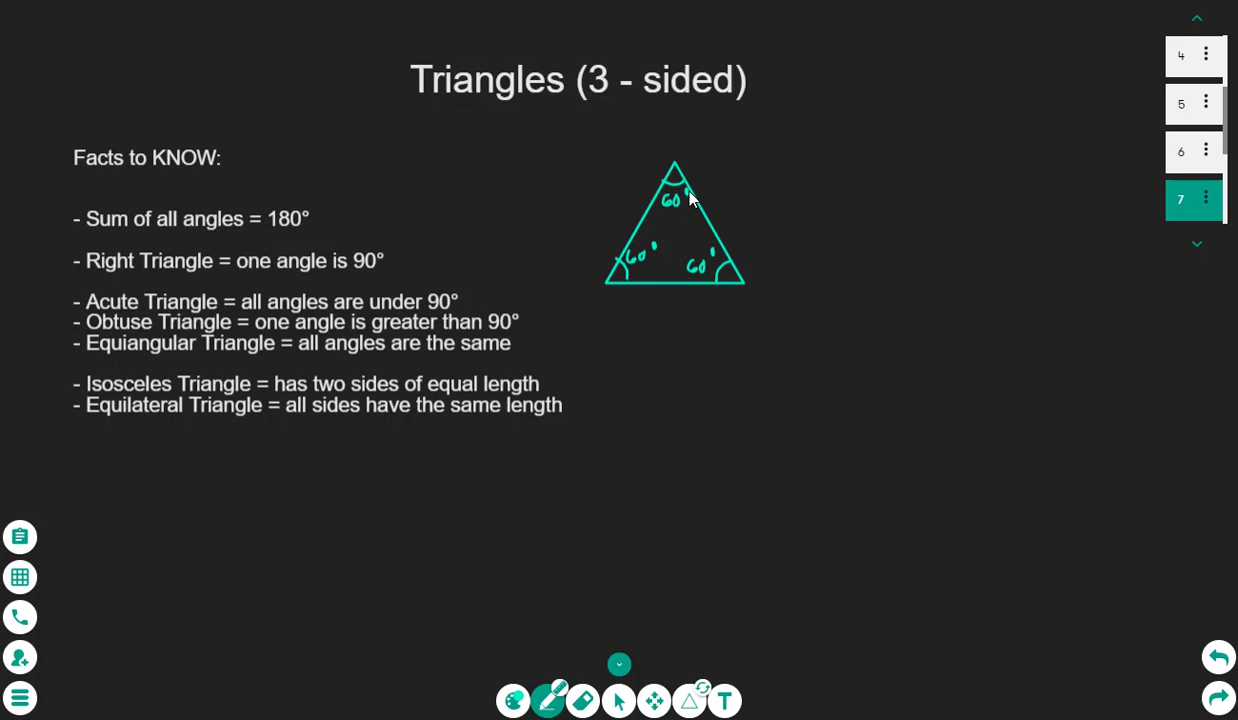 Triangles (3 - sided)
Facts to KNOW:
- Sum of all angles = 180°
- Right Triangle = one angle is 90°
- Acute Triangle = all angles are under 90°
- Obtuse Triangle = one angle is greater than 90°
- Equiangular Triangle = all angles are the same
- Isosceles Triangle = has two sides of equal length
- Equilateral Triangle = all sides have the same length
60°
60°
60°
4
5
6
7
T